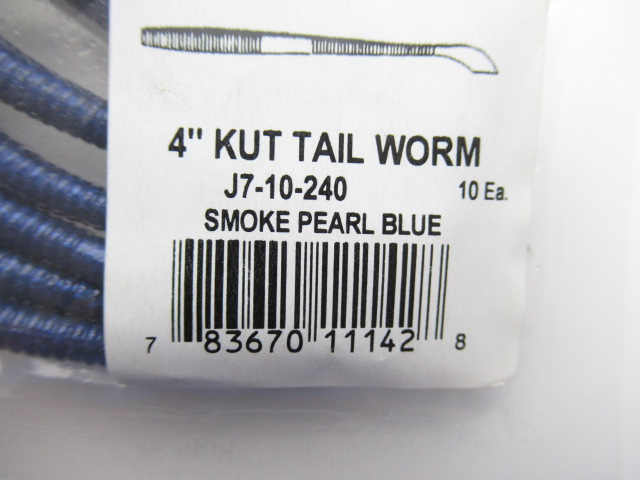 4" KUT TAIL WORM
J7-10-240 10 Ea.
SMOKE PEARL BLUE
7 83670 11142 8